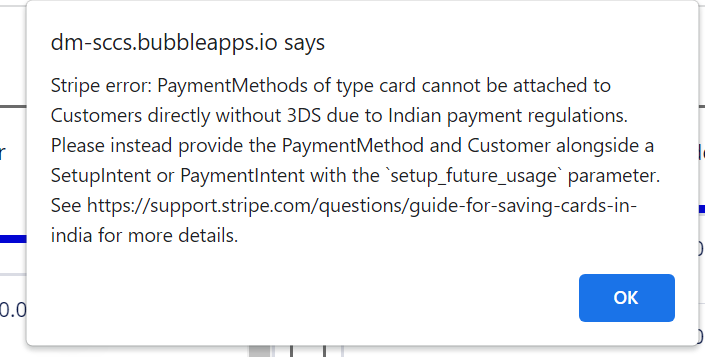 dm-sccs.bubbleapps.io says
Stripe error: PaymentMethods of type card cannot be attached to
Customers directly without 3DS due to Indian payment regulations.
Please instead provide the PaymentMethod and Customer alongside a
SetupIntent or PaymentIntent with the `setup_future_usage` parameter.
See https://support.stripe.com/questions/guide-for-saving-cards-in-
india for more details.
OK